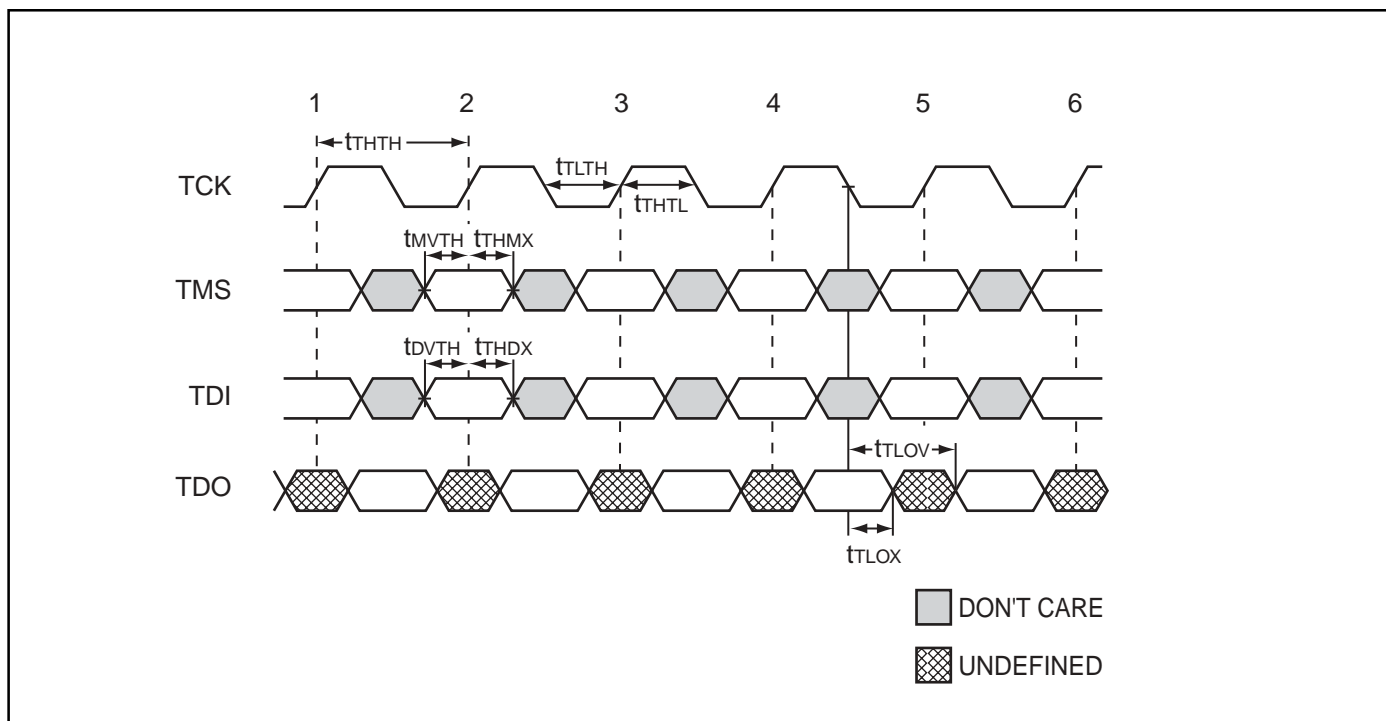 1 2 3 4 5 6
tTHTH
tTLTH
TCK
tTHTL
tMVTH tTHMX
TMS
tDVTH tTHDX
TDI
tTLOV
TDO
tTLOX
DON'T CARE
UNDEFINED